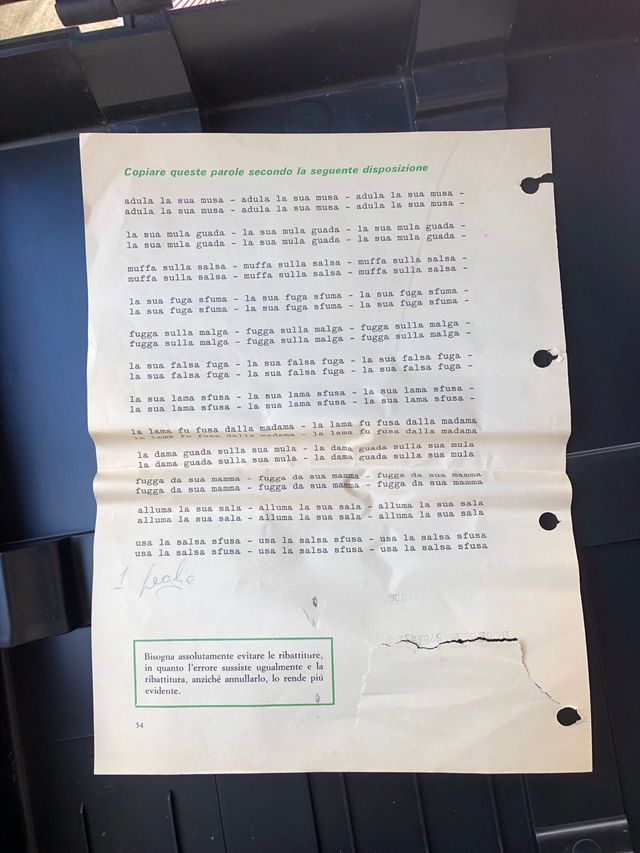 Copiare queste parole secondo la seguente disposizione
adula la sua musa - adula la sua musa - adula la sua musa -
adula la sua musa - adula la sua musa - adula la sua musa -
la sua mula guada - la sua mula guada - la sua mula guada -
la sua mula guada - la sua mula guada - la sua mula guada -
muffa sulla salsa - muffa sulla salsa - muffa sulla salsa -
muffa sulla salsa - muffa sulla salsa - muffa sulla salsa -
la sua fuga sfuma - la sua fuga sfuma - la sua fuga sfuma -
la sua fuga sfuma - la sua fuga sfuma - la sua fuga sfuma -
fugga sulla malga - fugga sulla malga - fugga sulla malga -
fugga sulla malga - fugga sulla malga - fugga sulla malga -
la sua falsa fuga - la sua falsa fuga - la sua falsa fuga -
la sua falsa fuga - la sua falsa fuga - la sua falsa fuga -
la sua lama sfusa - la sua lama sfusa - la sua lama sfusa -
la sua lama sfusa - la sua lama sfusa - la sua lama sfusa -
la lama fu fusa dalla madama - la lama fu fusa dalla madama
la lama fu fusa dalla madama - la lama fu fusa dalla madama
la dama guada sulla sua mula - la dama guada sulla sua mula
la dama guada sulla sua mula - la dama guada sulla sua mula
fugga da sua mamma - fugga da sua mamma - fugga da sua mamma
fugga da sua mamma - fugga da sua mamma - fugga da sua mamma
alluma la sua sala - alluma la sua sala - alluma la sua sala
alluma la sua sala - alluma la sua sala - alluma la sua sala
usa la salsa sfusa - usa la salsa sfusa - usa la salsa sfusa
usa la salsa sfusa - usa la salsa sfusa - usa la salsa sfusa
Bisogna assolutamente evitare le ribattiture,
in quanto l'errore sussiste ugualmente e la
ribattitura, anziché annullarlo, lo rende piú
evidente.
54